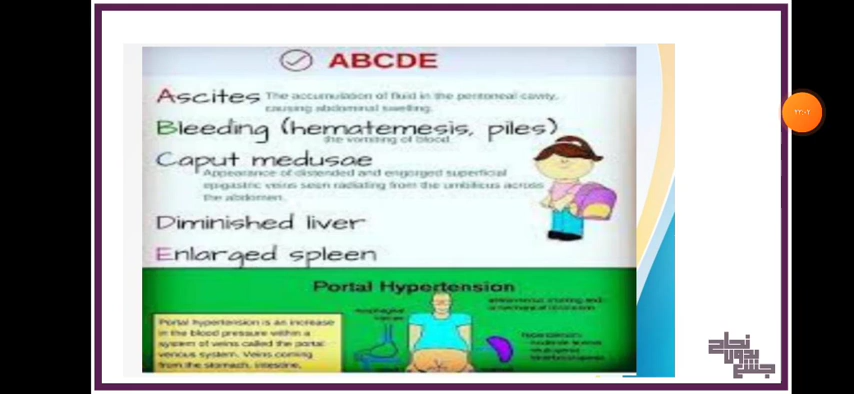 ABCDE
Ascites The accumulation of fluid in the peritoneal cavity,
causing abdominal swelling.
Bleeding (hematemesis, piles)
the vomiting of blood.
Caput medusae
Appearance of distended and engorged superficial
epigastric veins seen radiating from the umbilicus across
the abdomen.
Diminished liver
Enlarged spleen
Portal Hypertension
Portal hypertension is an increase
in the blood pressure within a
system of veins called the portal
venous system. Veins coming
from the stomach, intestine,
نجاح
بدون